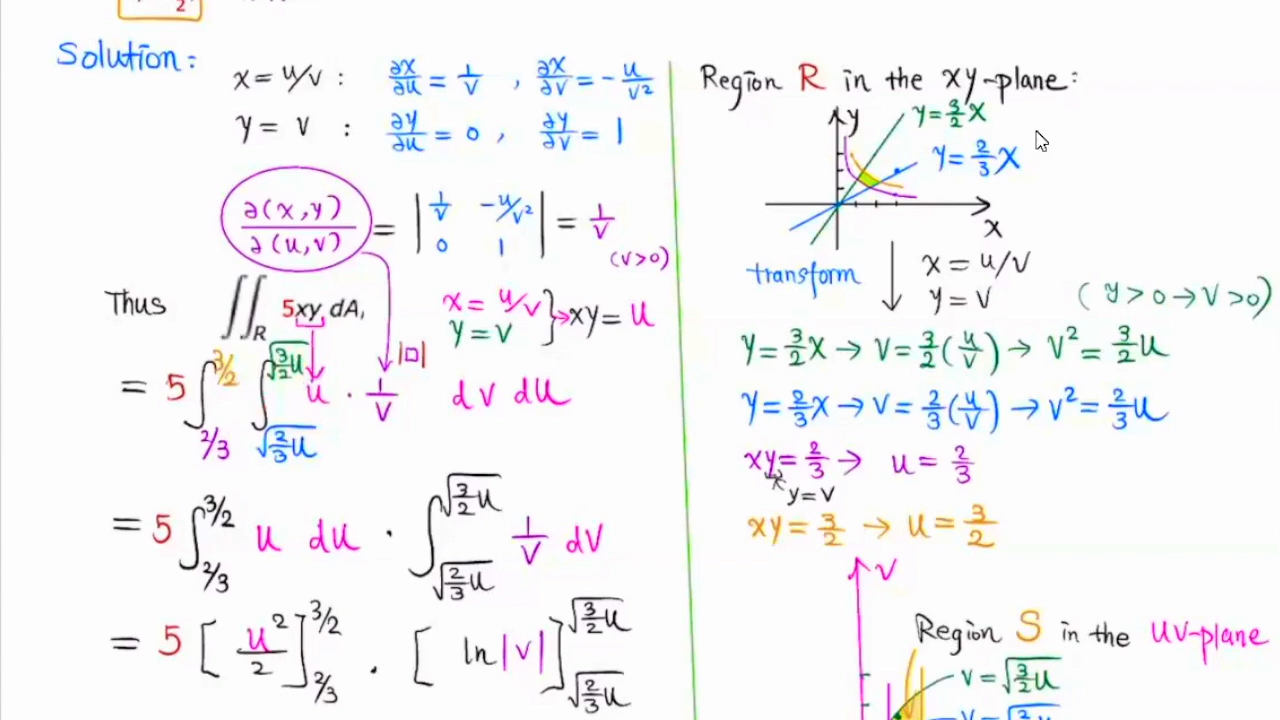 Solution:
x = u/v : ∂x/∂u = 1/v , ∂x/∂v = - u/v²
y = v : ∂y/∂u = 0 , ∂y/∂v = 1
∂(x,y)/∂(u,v) = | 1/v -u/v² | = 1/v
0 1
(v>0)
Thus ∬_R 5xy dA, x = u/v
y = v } → xy = u
|□|
= 5 ∫_{2/3}^{3/2} ∫_{√(2/3 u)}^{√(3/2 u)} u · 1/v dv du
= 5 ∫_{2/3}^{3/2} u du · ∫_{√(2/3 u)}^{√(3/2 u)} 1/v dv
= 5 [ u²/2 ]_{2/3}^{3/2} · [ ln|v| ]_{√(2/3 u)}^{√(3/2 u)}
Region R in the xy-plane:
y
y = 3/2 x
y = 2/3 x
x
transform x = u/v
y = v (y>0 → v>0)
y = 3/2 x → v = 3/2 (u/v) → v² = 3/2 u
y = 2/3 x → v = 2/3 (u/v) → v² = 2/3 u
xy = 2/3 → u = 2/3
y = v
xy = 3/2 → u = 3/2
v
Region S in the uv-plane
v = √(3/2 u)